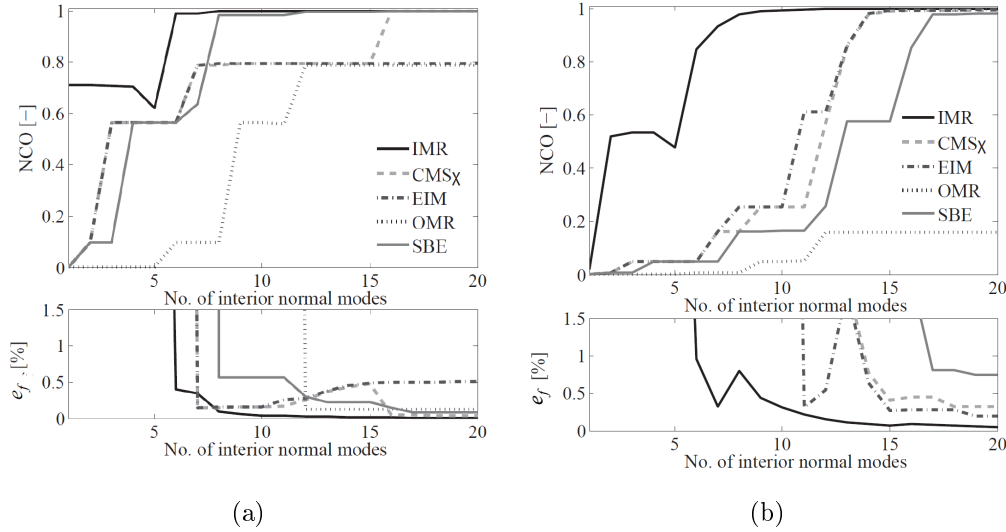 1
0.8
0.6
0.4
0.2
0
NCO [−]
IMR
CMSχ
EIM
OMR
SBE
5 10 15 20
No. of interior normal modes
1.5
1
0.5
0
e_f [%]
5 10 15 20
No. of interior normal modes
(a)
1
0.8
0.6
0.4
0.2
0
NCO [−]
IMR
CMSχ
EIM
OMR
SBE
5 10 15 20
No. of interior normal modes
1.5
1
0.5
0
e_f [%]
5 10 15 20
No. of interior normal modes
(b)